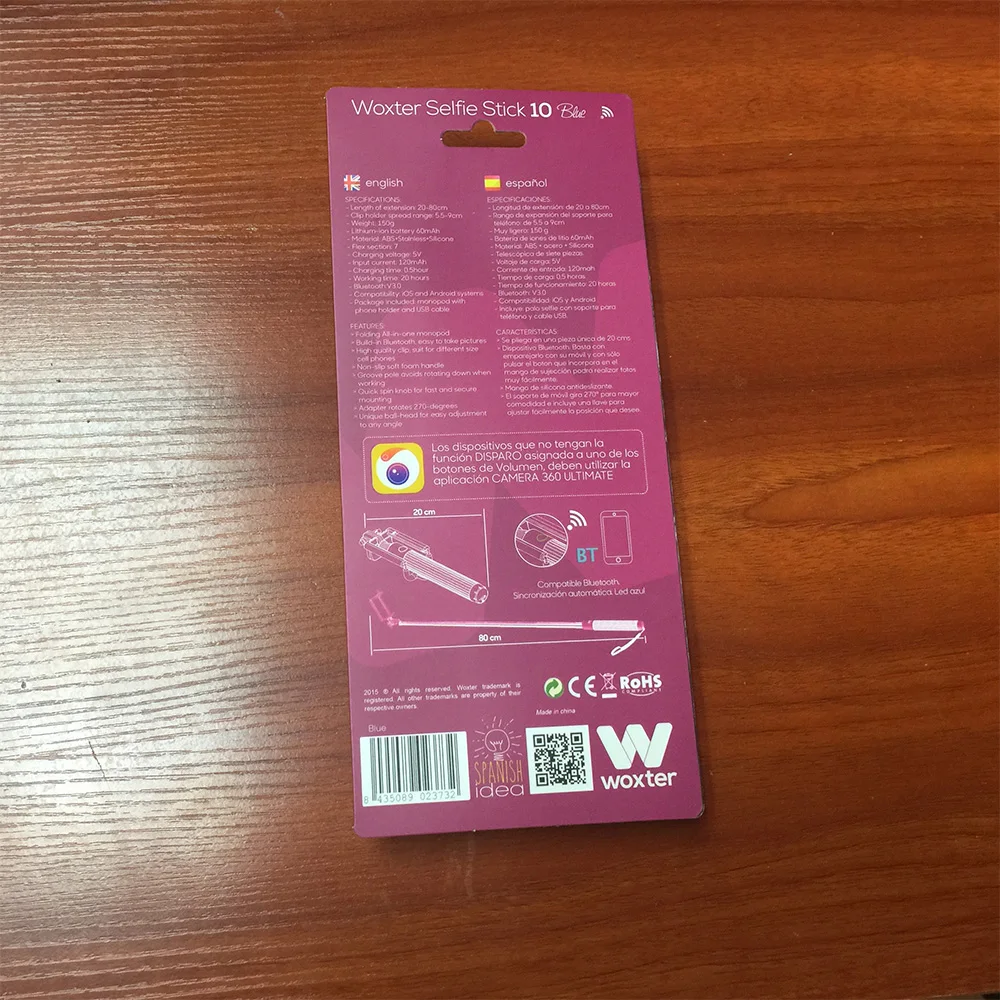 Woxter Selfie Stick 10 Blue
english
SPECIFICATIONS:
- Length of extension: 20-80cm
- Clip holder spread range: 5.5-9cm
- Weight: 150g
- Lithium-ion battery 60mAh
- Material: ABS+Stainless+Silicone
- Flex section: 7
- Charging voltage: 5V
- Input current: 120mAh
- Charging time: 0.5hour
- Working time: 20 hours
- Bluetooth V3.0
- Compatibility: iOS and Android systems
- Package included: monopod with
phone holder and USB cable
FEATURES:
» Folding All-in-one monopod
» Build-in Bluetooth, easy to take pictures
» High quality clip, suit for different size
cell phones
» Non-slip soft foam handle
» Groove pole avoids rotating down when
working
» Quick spin knob for fast and secure
mounting
» Adapter rotates 270-degrees
» Unique ball-head for easy adjustment
to any angle
español
ESPECIFICACIONES:
- Longitud de extensión: de 20 a 80cm
- Rango de expansión del soporte para
teléfono: de 5.5 a 9cm
- Muy ligero: 150 g
- Batería de iones de litio 60mAh
- Material: ABS + acero + Silicona
- Telescópica de siete piezas
- Voltaje de carga: 5V
- Corriente de entrada: 120mah
- Tiempo de carga: 0,5 horas
- Tiempo de funcionamiento: 20 horas
- Bluetooth: V3.0
- Compatibilidad: iOS y Android
- Incluye: palo selfie con soporte para
teléfono y cable USB.
CARACTERÍSTICAS:
» Se pliega en una pieza única de 20 cms
» Dispositivo Bluetooth. Basta con
emparejarlo con su móvil y con sólo
pulsar el botón que incorpora en el
mango de sujección podrá realizar fotos
muy fácilmente.
» Mango de silicona antideslizante.
» El soporte de móvil gira 270º para mayor
comodidad e incluye una llave para
ajustar fácilmente la posición que desee.
Los dispositivos que no tengan la
función DISPARO asignada a uno de los
botones de Volumen, deben utilizar la
aplicación CAMERA 360 ULTIMATE
20 cm
BT
Compatible Bluetooth.
Sincronización automática. Led azul
80 cm
2015 ® All rights reserved. Woxter trademark is
registered. All other trademarks are property of their
respective owners.
CE RoHS
COMPLIANT
Made in china
Blue
8 435089 023732
SPANISH
idea
woxter